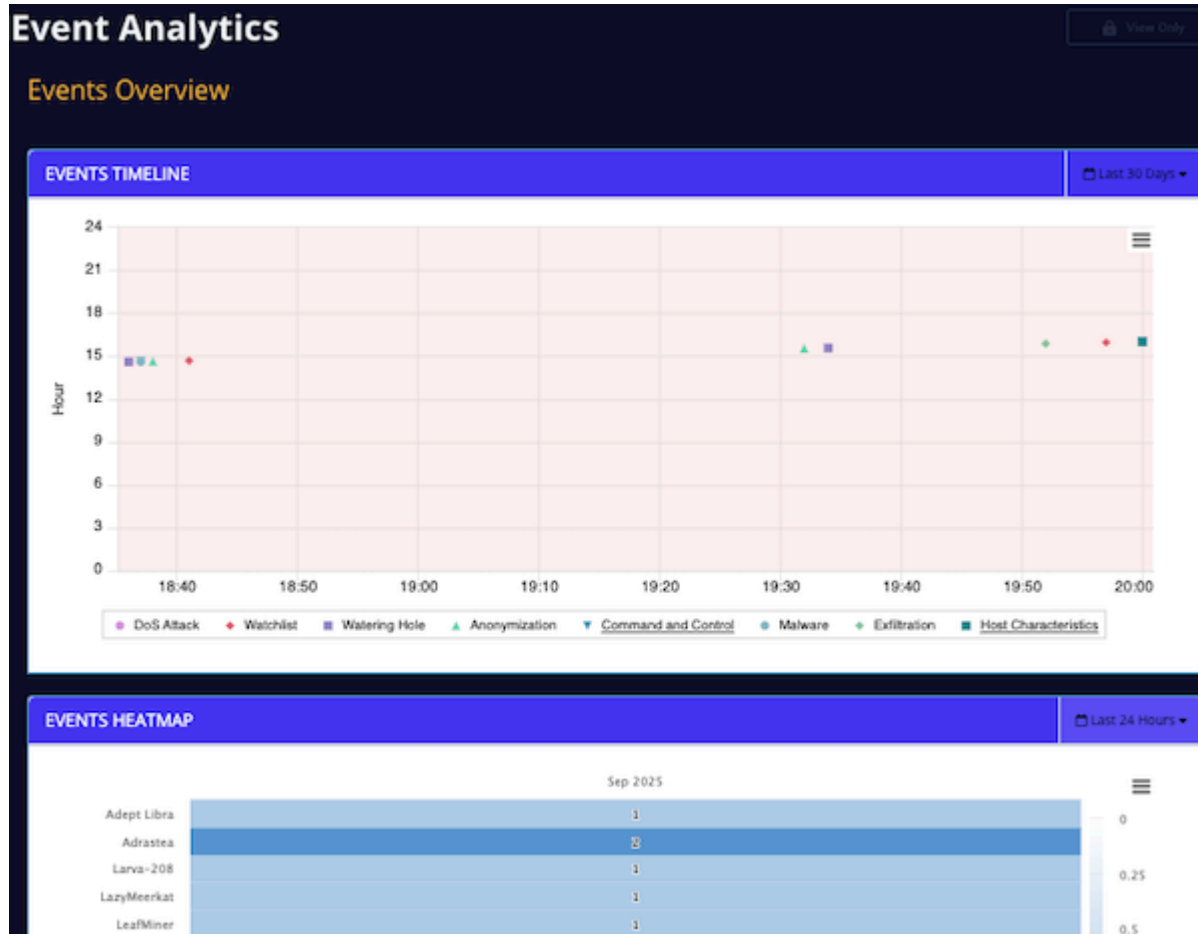 Event Analytics
View Only
Events Overview
EVENTS TIMELINE
Last 30 Days
24
21
18
15
12
9
6
3
0
Hour
18:40 18:50 19:00 19:10 19:20 19:30 19:40 19:50 20:00
DoS Attack Watchlist Watering Hole Anonymization Command and Control Malware Exfiltration Host Characteristics
EVENTS HEATMAP
Last 24 Hours
Sep 2025
Adept Libra 1 0
Adrastea 2
Larva-208 1 0.25
LazyMeerkat 1
LeafMiner 1 0.5